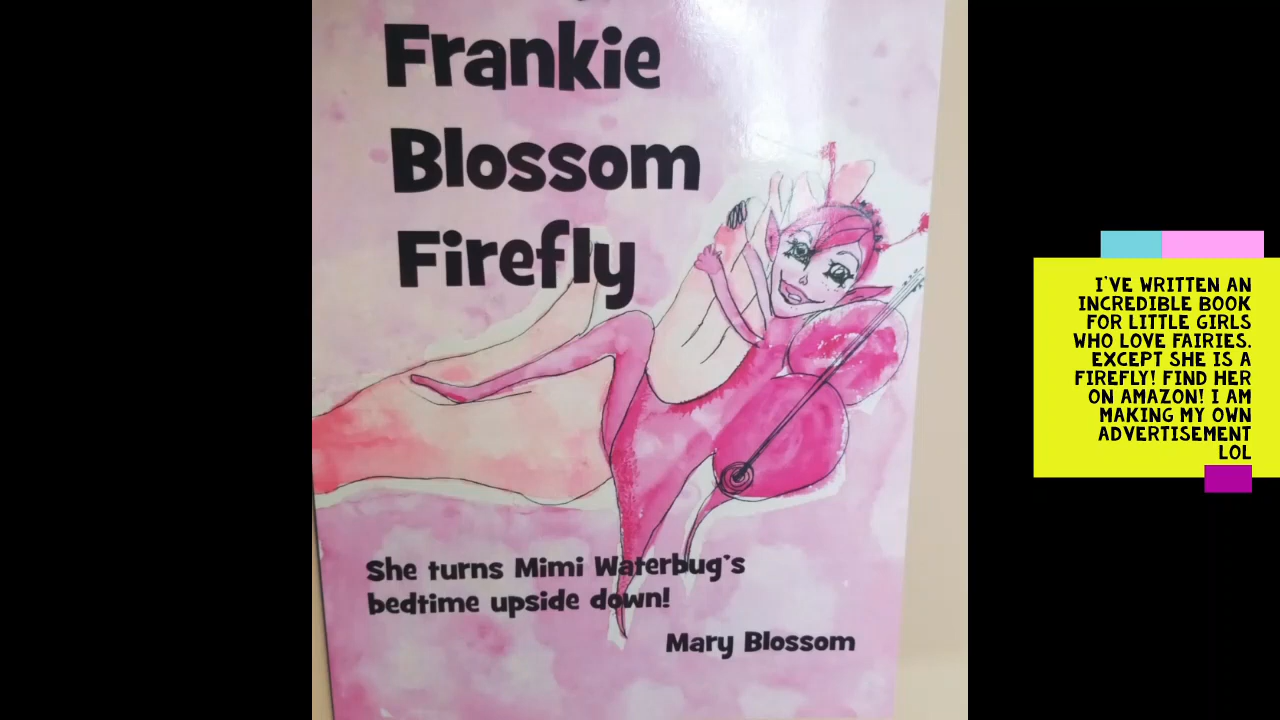 Frankie
Blossom
Firefly
She turns Mimi Waterbug's
bedtime upside down!
Mary Blossom
I'VE WRITTEN AN
INCREDIBLE BOOK
FOR LITTLE GIRLS
WHO LOVE FAIRIES.
EXCEPT SHE IS A
FIREFLY! FIND HER
ON AMAZON! I AM
MAKING MY OWN
ADVERTISEMENT
LOL